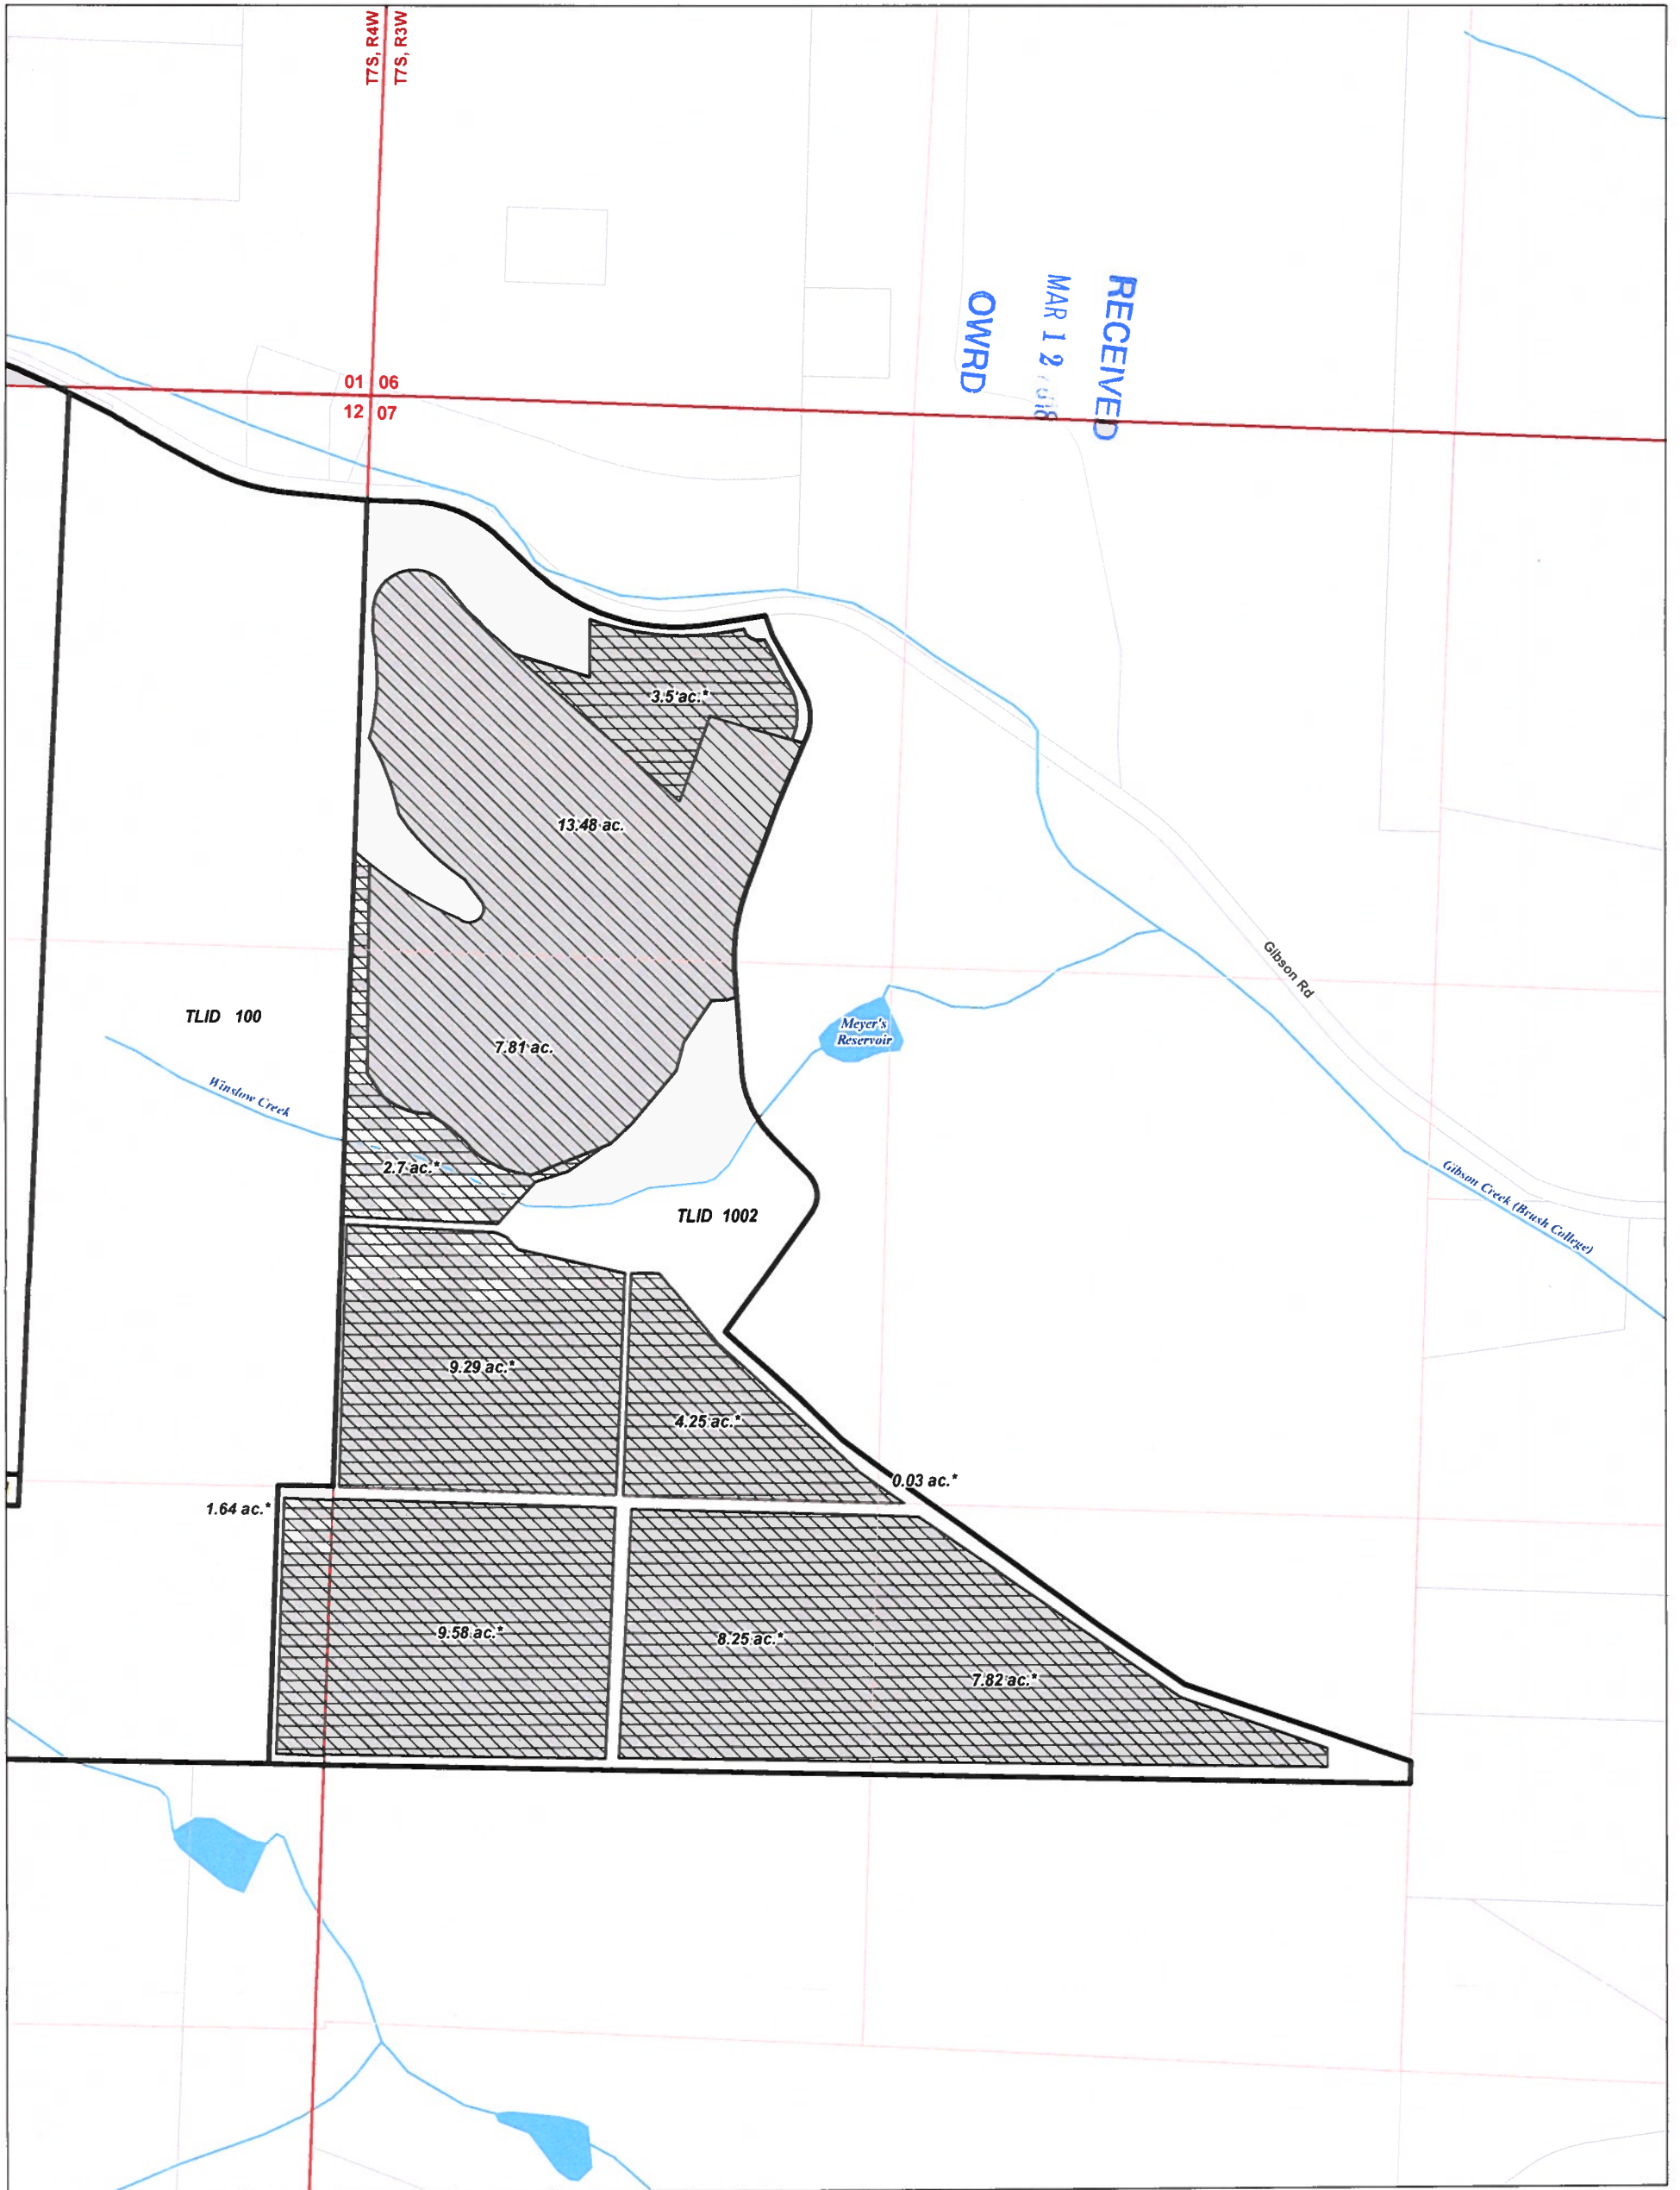 T7S, R4W
T7S, R3W
RECEIVED
MAR 12
OWRD
01 06
12 07
3.5 ac.*
13.48 ac.
Gibson Rd
TLID 100
Meyer's
Reservoir
7.81 ac.
Winslow Creek
2.7 ac.*
TLID 1002
Gibson Creek (Brush College)
9.29 ac.*
4.25 ac.*
0.03 ac.*
1.64 ac.*
9.58 ac.*
8.25 ac.*
7.82 ac.*